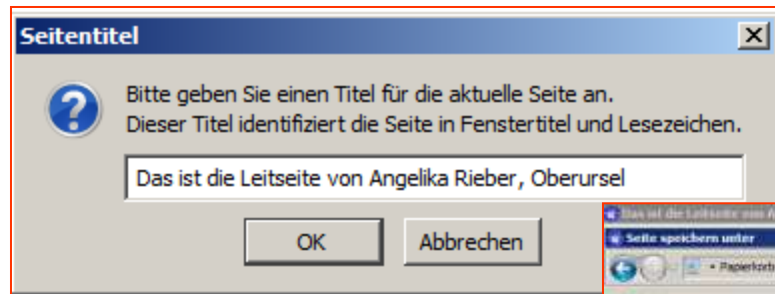 Seitentitel
Bitte geben Sie einen Titel für die aktuelle Seite an.
Dieser Titel identifiziert die Seite in Fenstertitel und Lesezeichen.
Das ist die Leitseite von Angelika Rieber, Oberursel
OK
Abbrechen
Das ist die Leitseite von A
Seite speichern unter